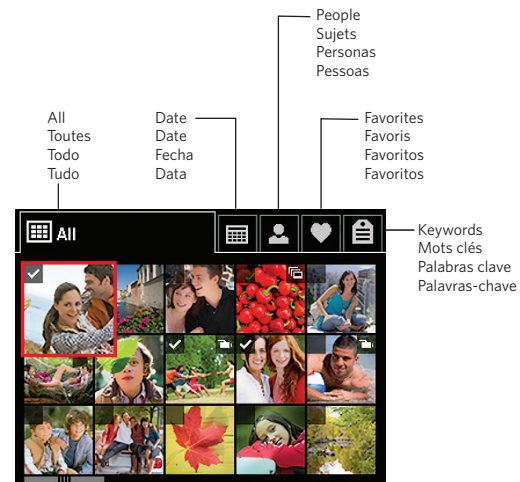 People
Sujets
Personas
Pessoas
All
Toutes
Todo
Tudo
Date
Date
Fecha
Data
Favorites
Favoris
Favoritos
Favoritos
All
Keywords
Mots clés
Palabras clave
Palavras-chave